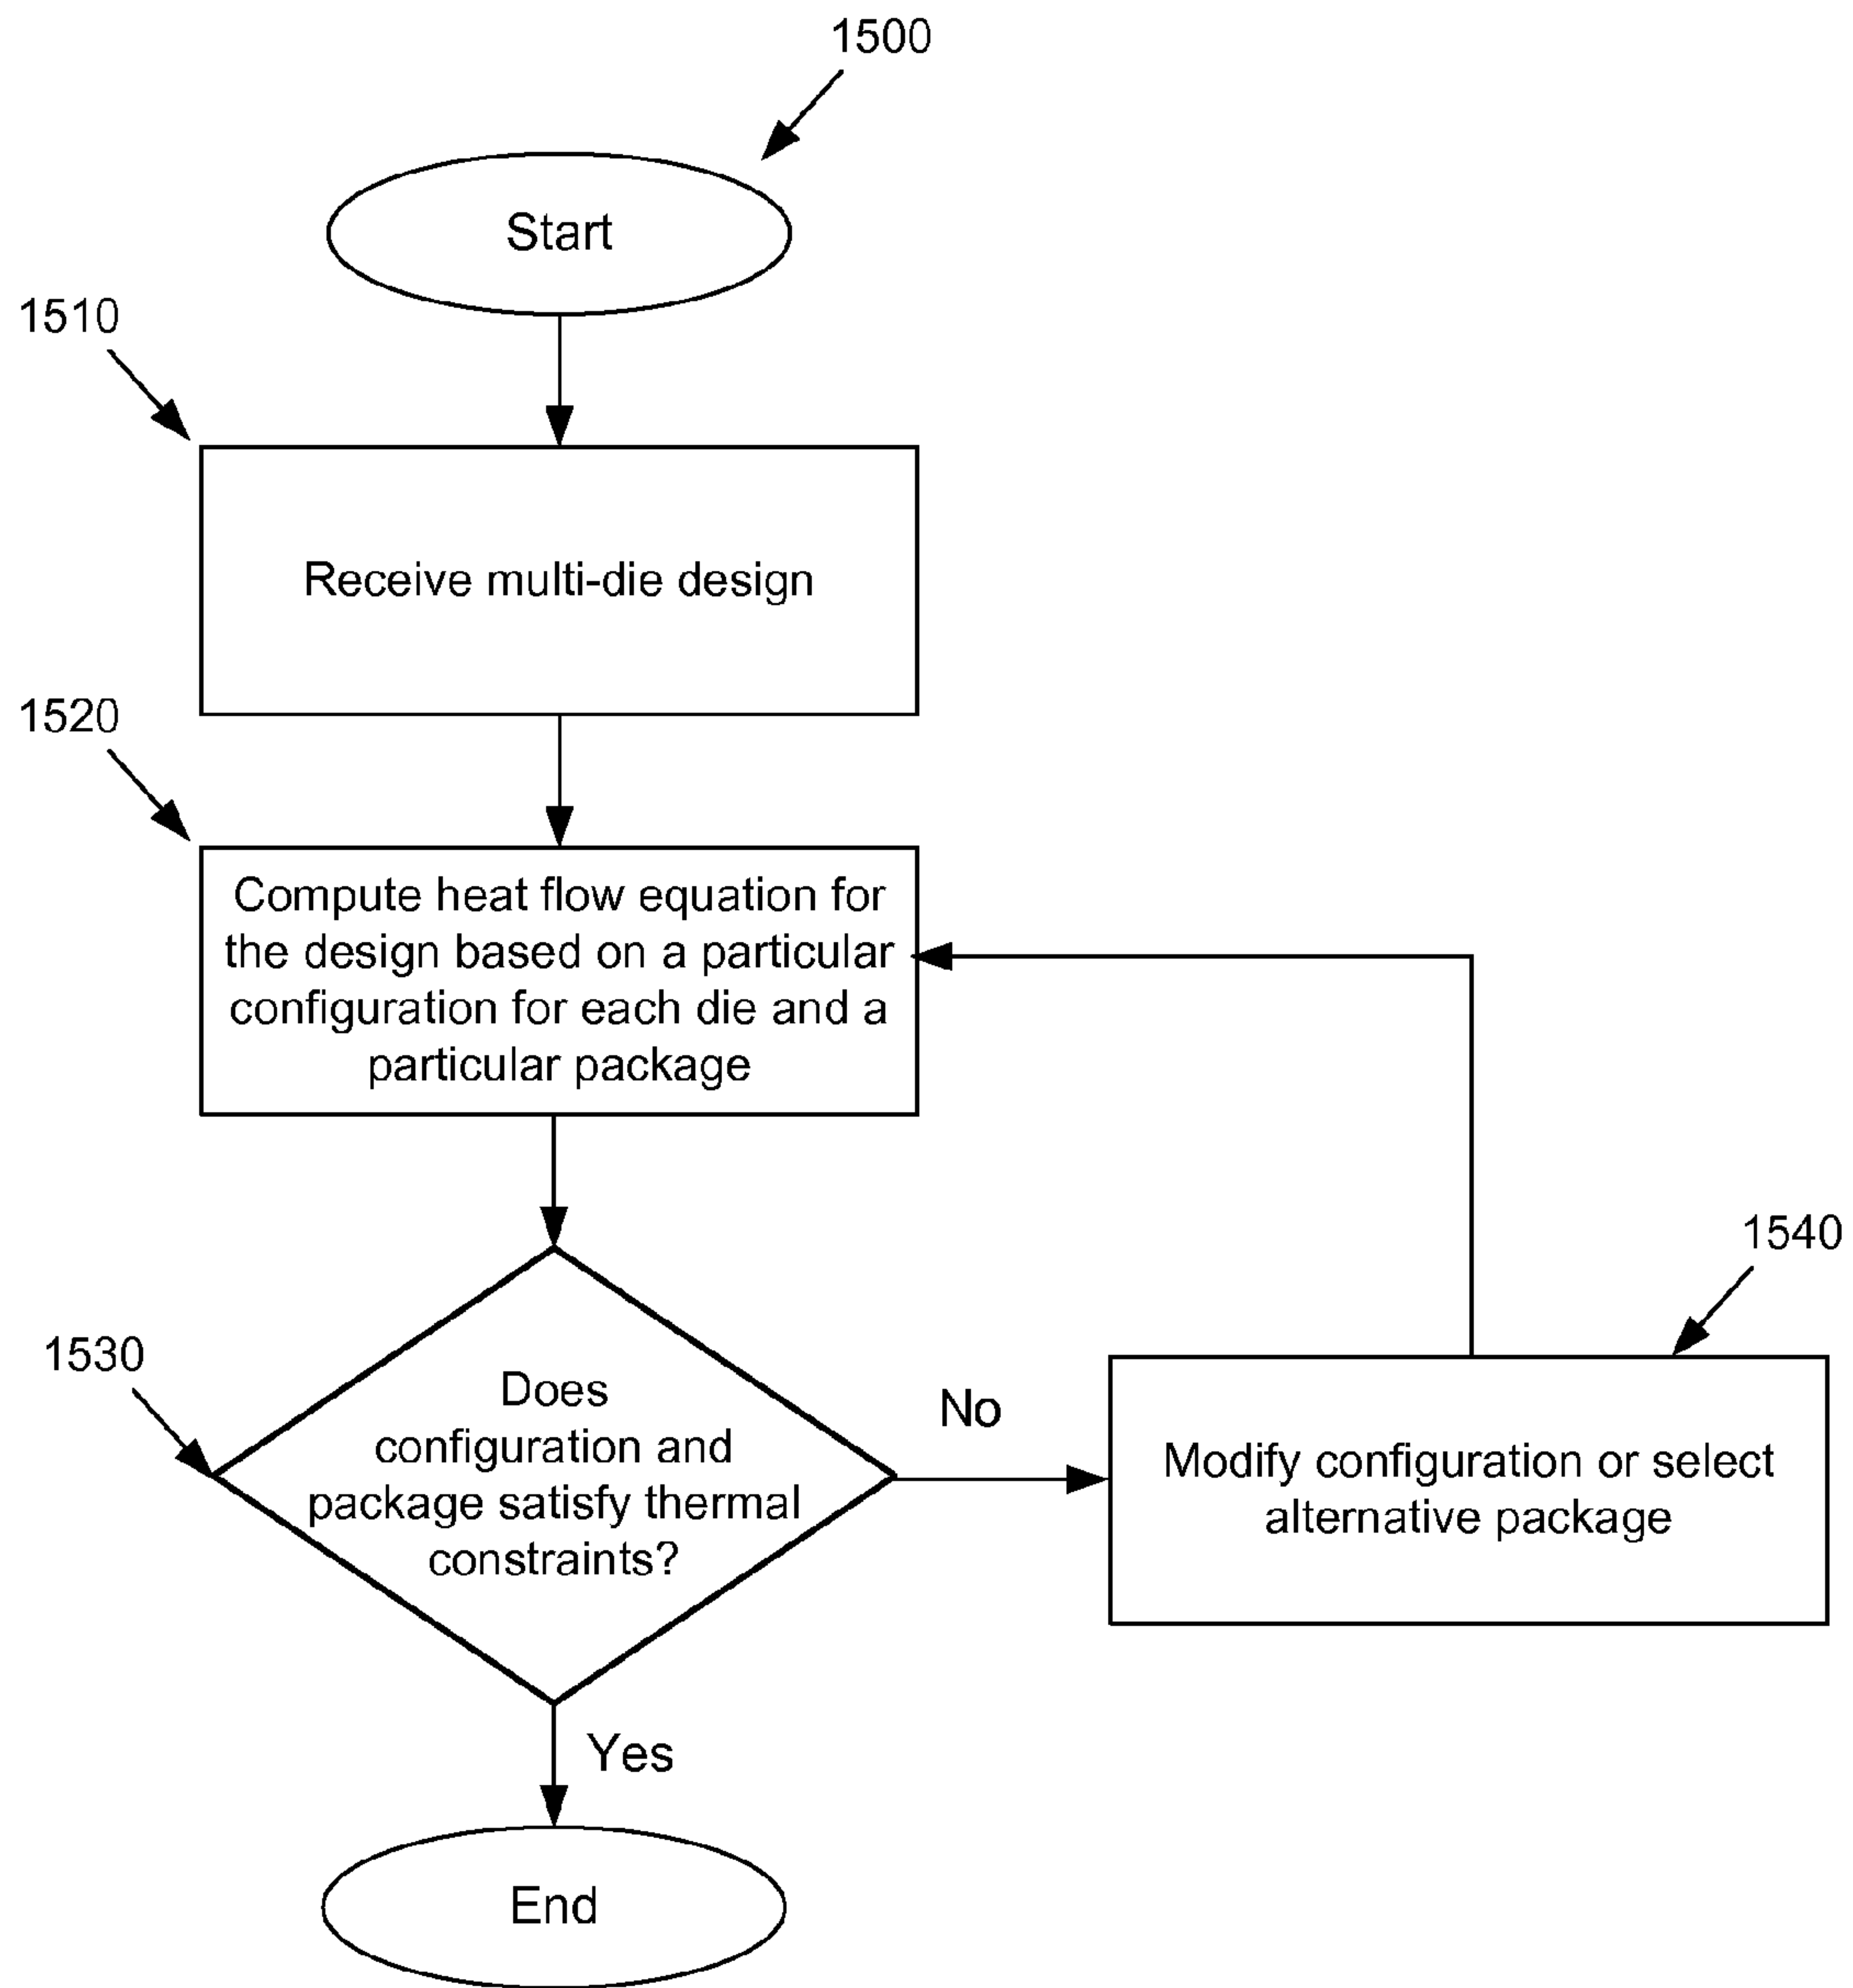 1500
Start
1510
Receive multi-die design
1520
Compute heat flow equation for
the design based on a particular
configuration for each die and a
particular package
1540
1530
Does
configuration and
package satisfy thermal
constraints?
No
Modify configuration or select
alternative package
Yes
End